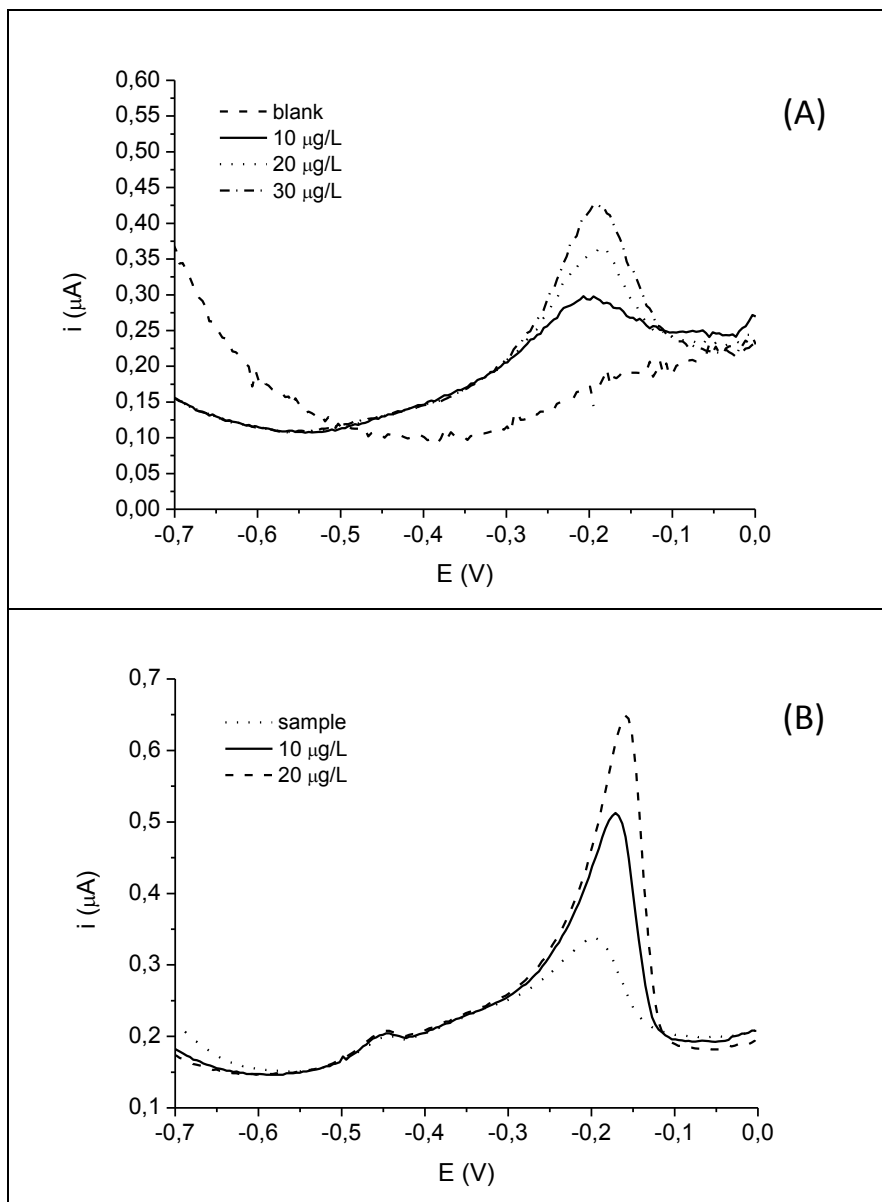 0,60
0,55
0,50
0,45
0,40
0,35
0,30
0,25
0,20
0,15
0,10
0,05
0,00
i (μA)
blank
10 μg/L
20 μg/L
30 μg/L
(A)
-0,7 -0,6 -0,5 -0,4 -0,3 -0,2 -0,1 0,0
E (V)
0,7
0,6
0,5
0,4
0,3
0,2
0,1
i (μA)
sample
10 μg/L
20 μg/L
(B)
-0,7 -0,6 -0,5 -0,4 -0,3 -0,2 -0,1 0,0
E (V)